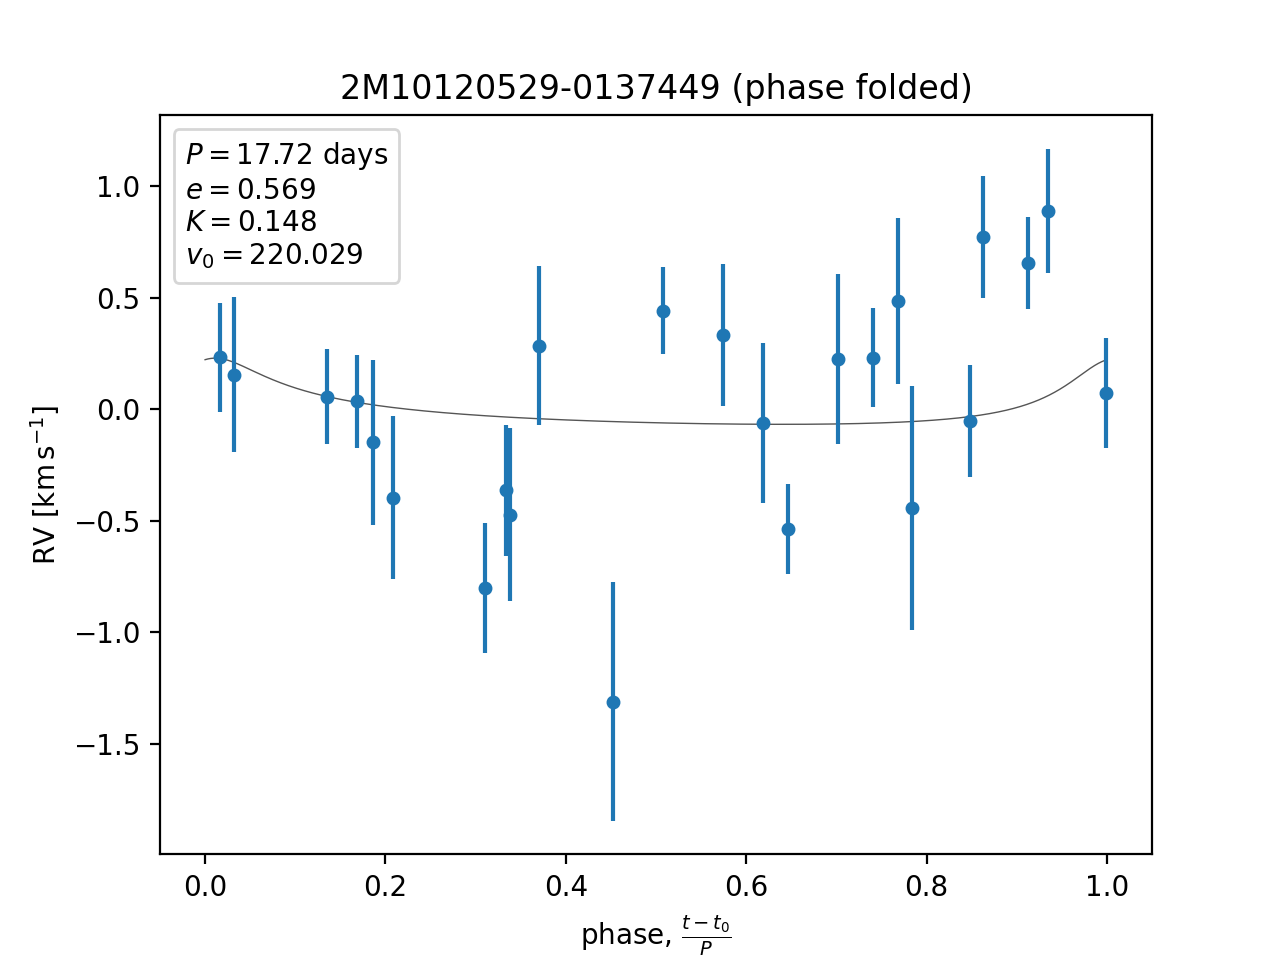 2M10120529-0137449 (phase folded)
P = 17.72 days
e = 0.569
K = 0.148
v₀ = 220.029
1.0
0.5
0.0
−0.5
−1.0
−1.5
RV [km s⁻¹]
0.0 0.2 0.4 0.6 0.8 1.0
phase, (t − t₀)/P